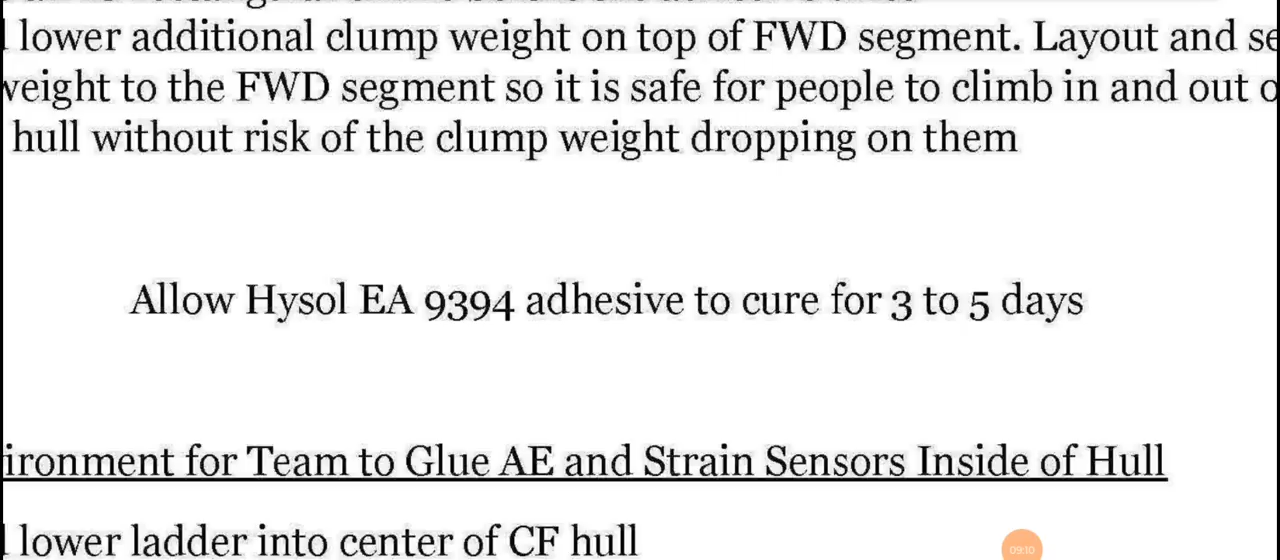 lower additional clump weight on top of FWD segment. Layout and
weight to the FWD segment so it is safe for people to climb in and out
hull without risk of the clump weight dropping on them
Allow Hysol EA 9394 adhesive to cure for 3 to 5 days
for Team to Glue AE and Strain Sensors Inside of Hull
lower ladder into center of CF hull
09:10